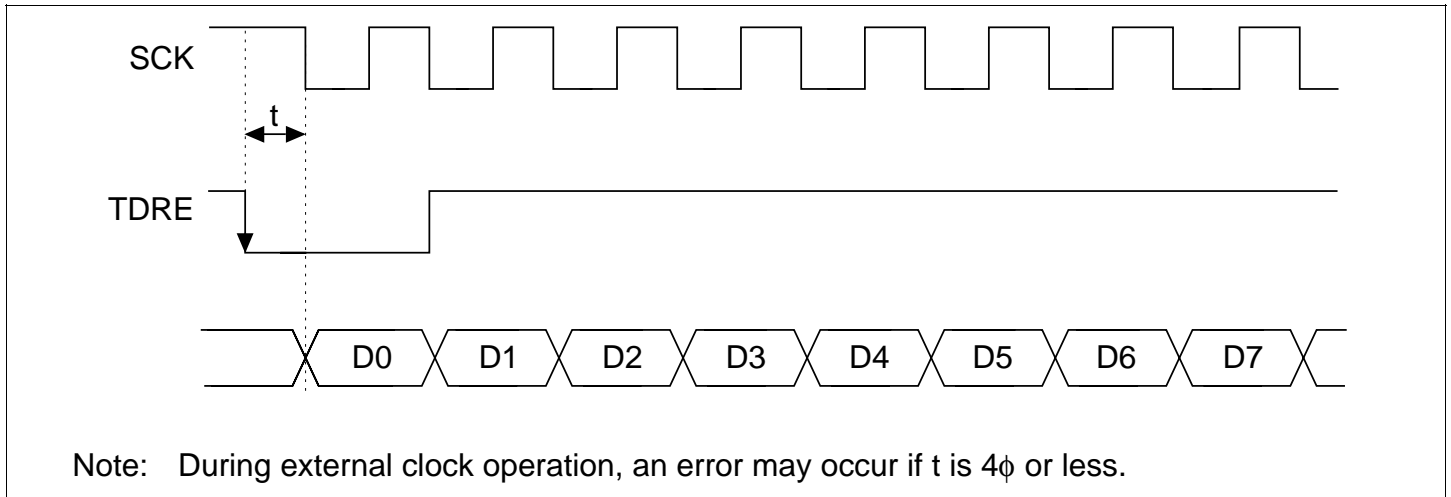 SCK
t
TDRE
D0 D1 D2 D3 D4 D5 D6 D7
Note: During external clock operation, an error may occur if t is 4ϕ or less.